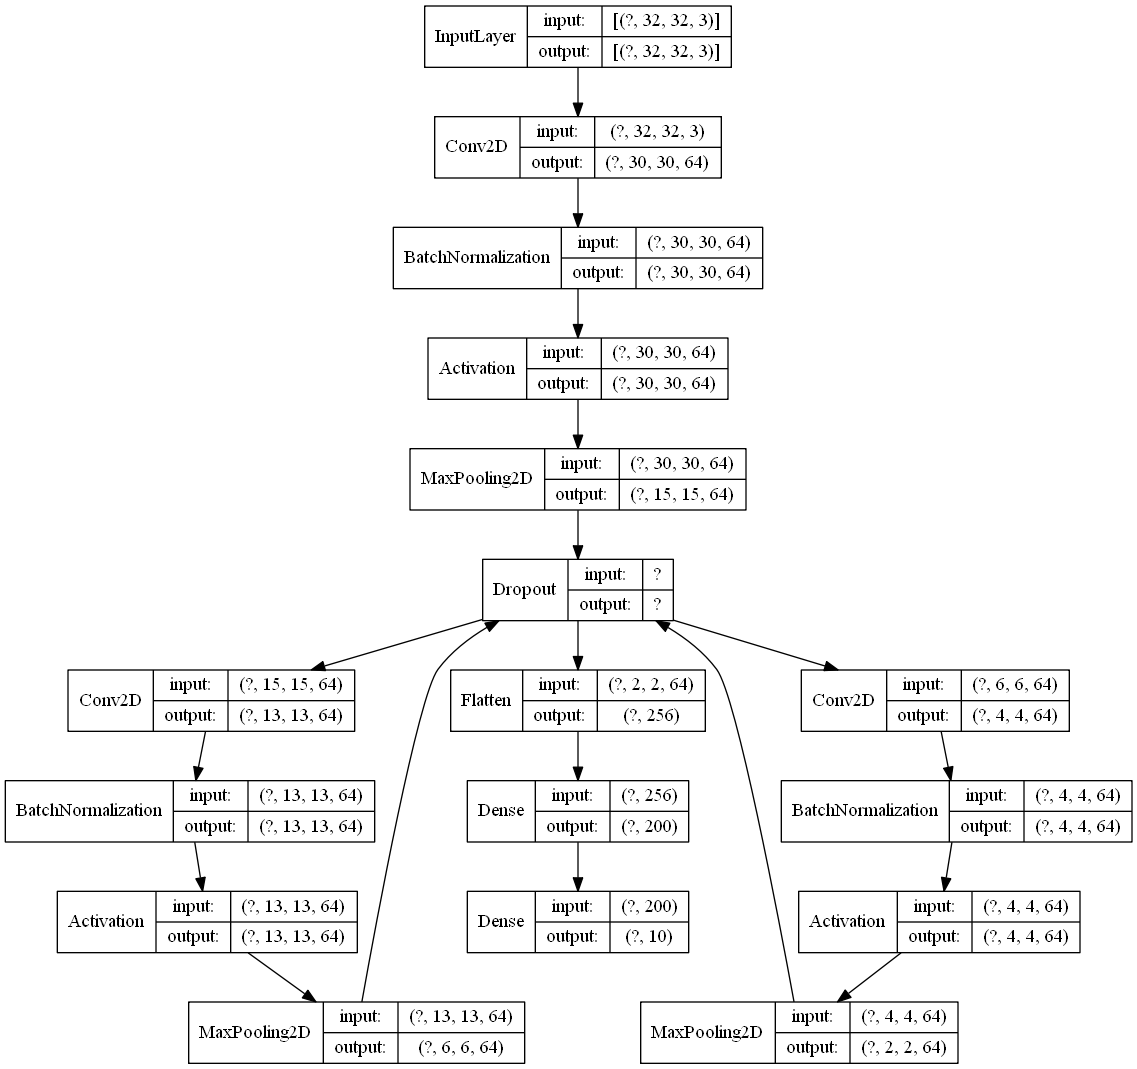 InputLayer input: [(?, 32, 32, 3)]
output: [(?, 32, 32, 3)]
Conv2D input: (?, 32, 32, 3)
output: (?, 30, 30, 64)
BatchNormalization input: (?, 30, 30, 64)
output: (?, 30, 30, 64)
Activation input: (?, 30, 30, 64)
output: (?, 30, 30, 64)
MaxPooling2D input: (?, 30, 30, 64)
output: (?, 15, 15, 64)
Dropout input: ?
output: ?
Conv2D input: (?, 15, 15, 64)
output: (?, 13, 13, 64)
Flatten input: (?, 2, 2, 64)
output: (?, 256)
Conv2D input: (?, 6, 6, 64)
output: (?, 4, 4, 64)
BatchNormalization input: (?, 13, 13, 64)
output: (?, 13, 13, 64)
Dense input: (?, 256)
output: (?, 200)
BatchNormalization input: (?, 4, 4, 64)
output: (?, 4, 4, 64)
Activation input: (?, 13, 13, 64)
output: (?, 13, 13, 64)
Dense input: (?, 200)
output: (?, 10)
Activation input: (?, 4, 4, 64)
output: (?, 4, 4, 64)
MaxPooling2D input: (?, 13, 13, 64)
output: (?, 6, 6, 64)
MaxPooling2D input: (?, 4, 4, 64)
output: (?, 2, 2, 64)